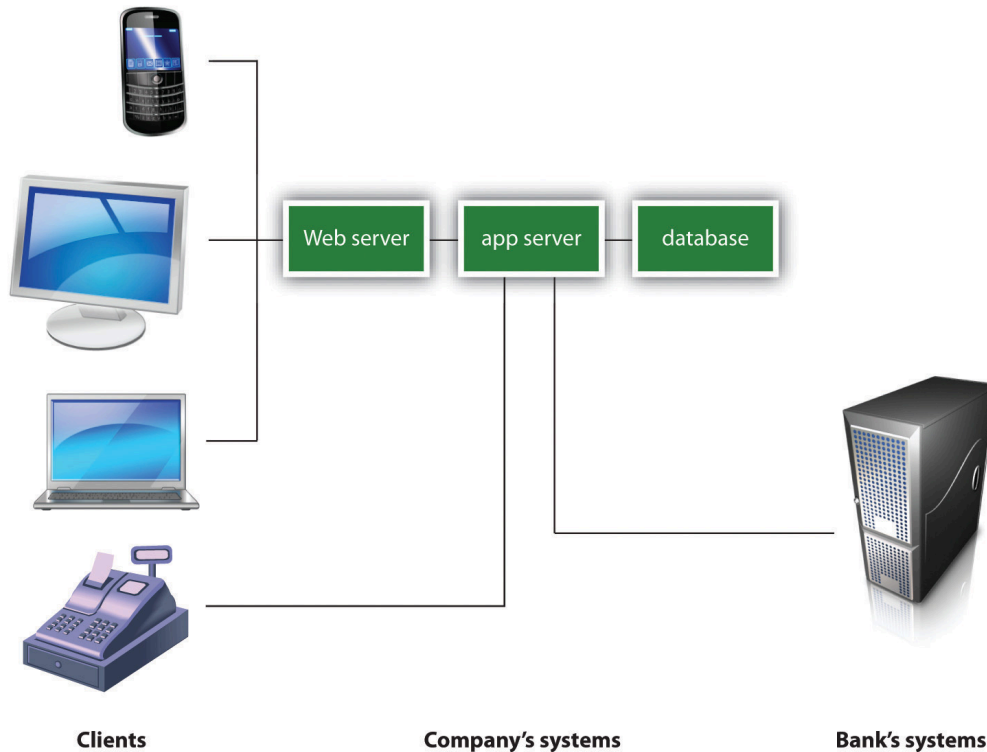 Web server
app server
database
Clients
Company's systems
Bank's systems